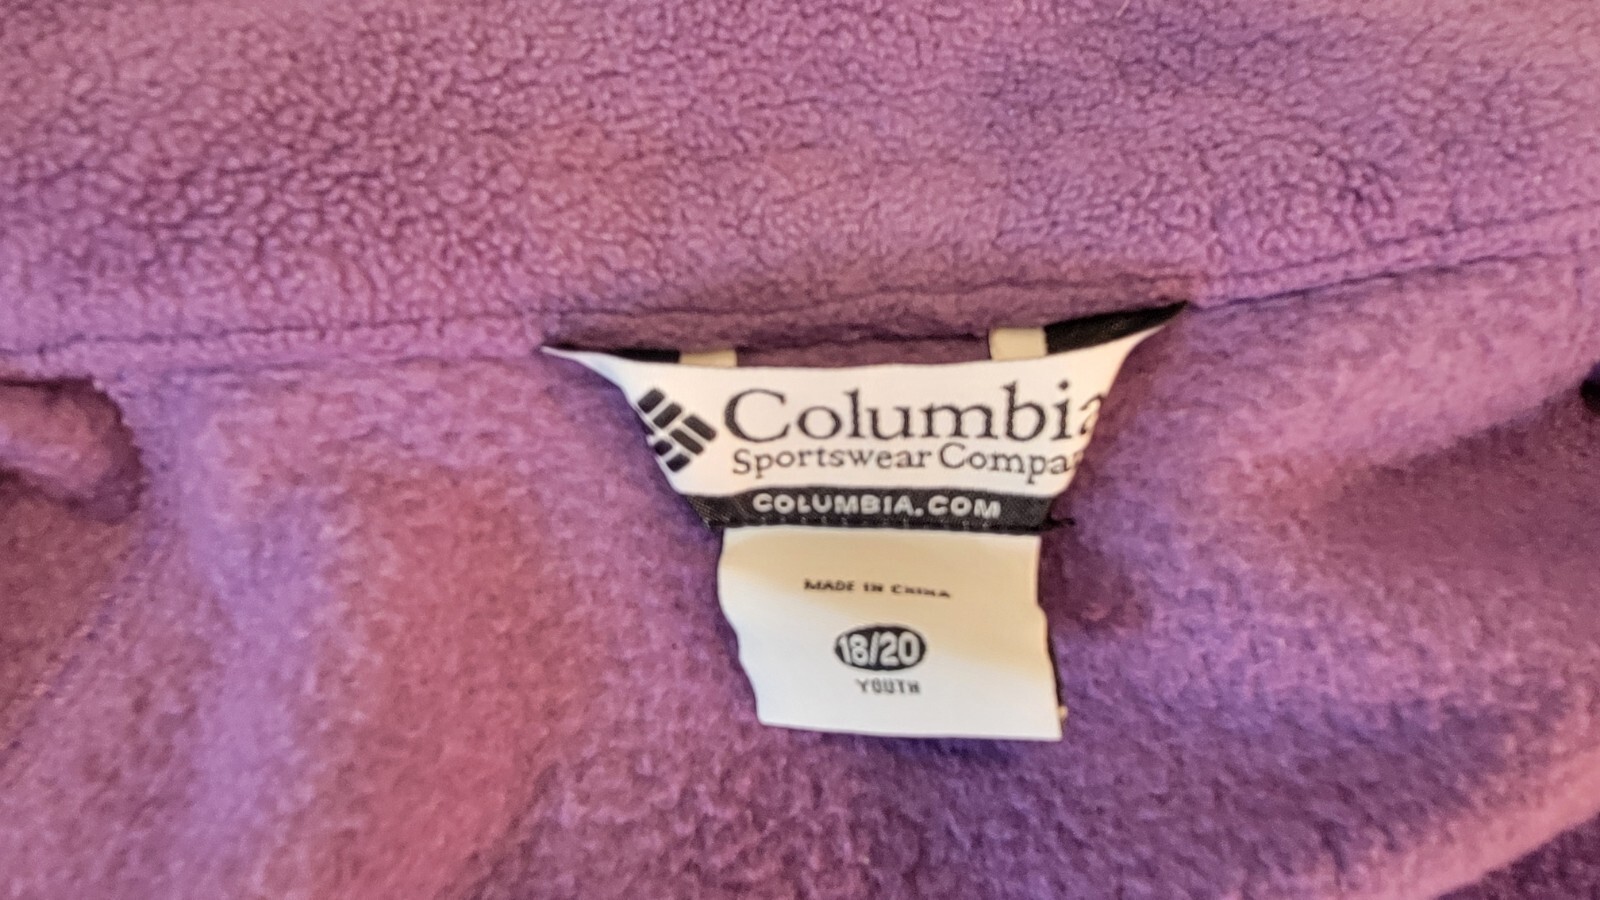 Columbia
Sportswear Compa
COLUMBIA.COM
MADE IN CHINA
18/20
YOUTH